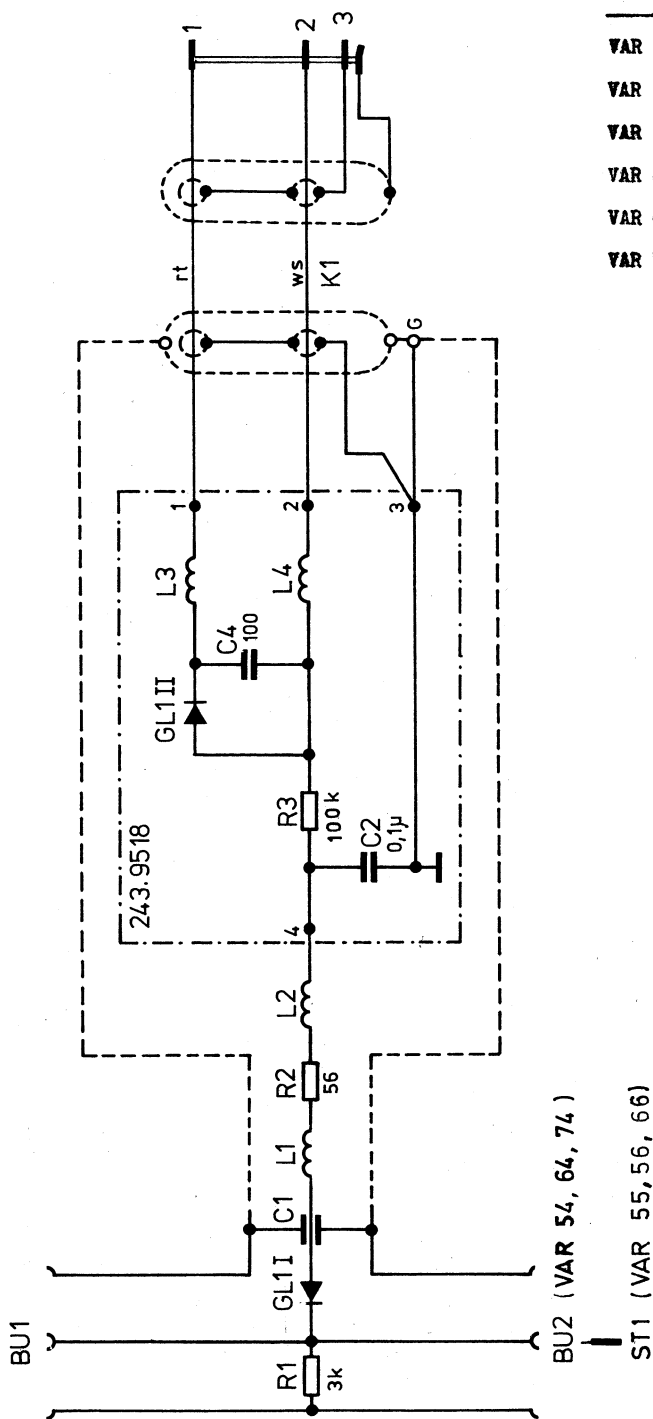 1
2
3
VAR
VAR
VAR
VAR
VAR
VAR
rt
ws
K1
G
1
2
3
L3
L4
C4
100
GL1 II
R3
100k
C2
0,1µ
243.9518
4
L2
R2
56
L1
C1
GL1 I
BU1
R1
3k
BU2 (VAR 54, 64, 74)
ST1 (VAR 55, 56, 66)